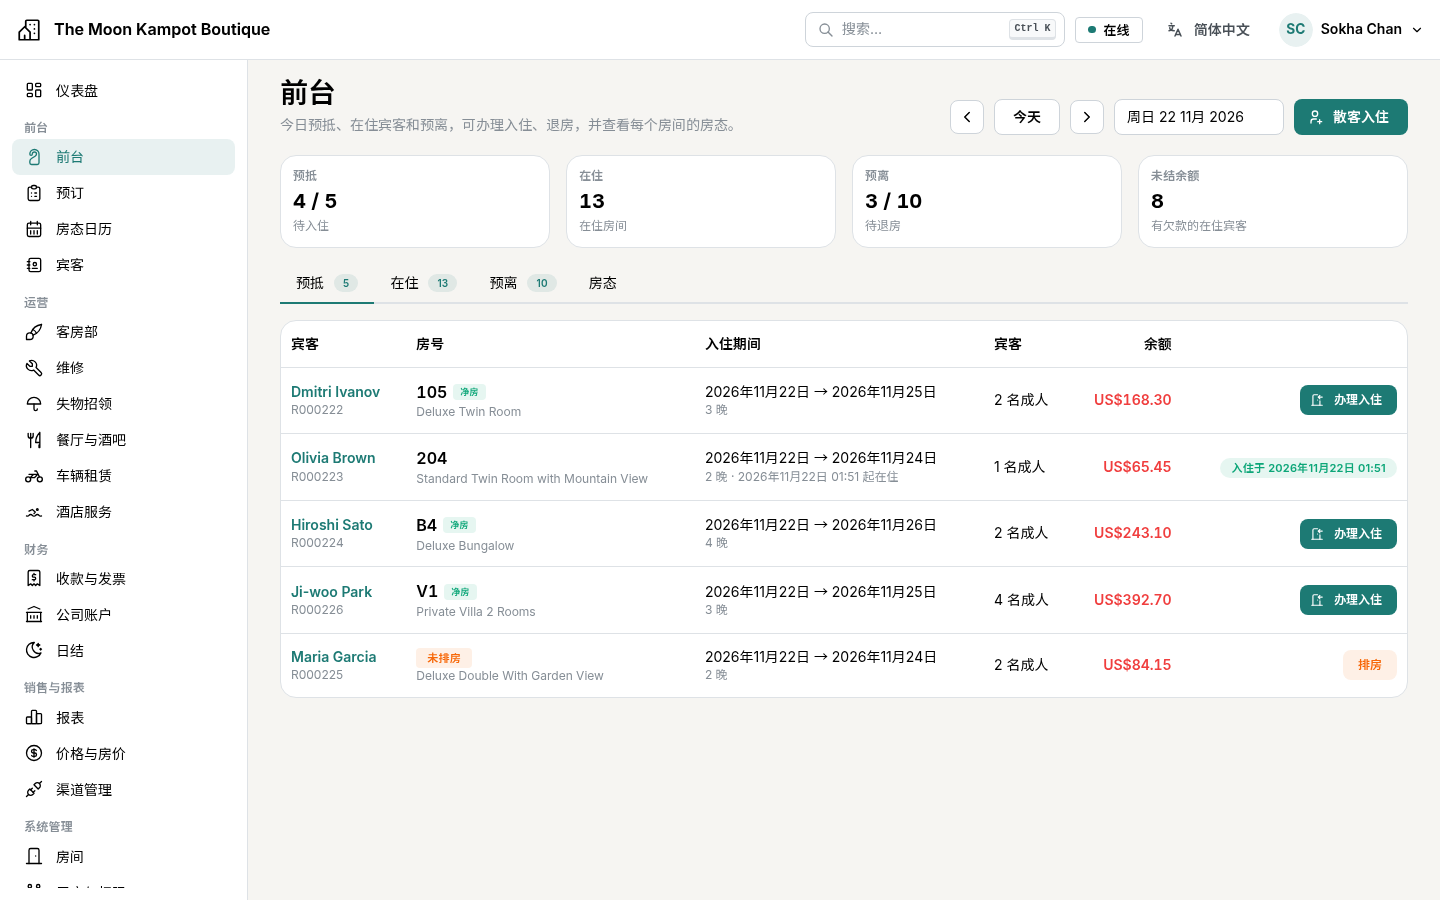 The Moon Kampot Boutique
搜索...
Ctrl K
在线
简体中文
SC
Sokha Chan
仪表盘
前台
前台
预订
房态日历
宾客
运营
客房部
维修
失物招领
餐厅与酒吧
车辆租赁
酒店服务
财务
收款与发票
公司账户
日结
销售与报表
报表
价格与房价
渠道管理
系统管理
房间
前台
今日预抵、在住宾客和预离，可办理入住、退房，并查看每个房间的房态。
今天
周日 22 11月 2026
散客入住
预抵
4 / 5
待入住
在住
13
在住房间
预离
3 / 10
待退房
未结余额
8
有欠款的在住宾客
预抵 5
在住 13
预离 10
房态
宾客 房号 入住期间 宾客 余额
Dmitri Ivanov 105 净房 2026年11月22日 → 2026年11月25日 2 名成人 US$168.30 办理入住
R000222 Deluxe Twin Room 3 晚
Olivia Brown 204 2026年11月22日 → 2026年11月24日 1 名成人 US$65.45 入住于 2026年11月22日 01:51
R000223 Standard Twin Room with Mountain View 2 晚 · 2026年11月22日 01:51 起在住
Hiroshi Sato B4 净房 2026年11月22日 → 2026年11月26日 2 名成人 US$243.10 办理入住
R000224 Deluxe Bungalow 4 晚
Ji-woo Park V1 净房 2026年11月22日 → 2026年11月25日 4 名成人 US$392.70 办理入住
R000226 Private Villa 2 Rooms 3 晚
Maria Garcia 未排房 2026年11月22日 → 2026年11月24日 2 名成人 US$84.15 排房
R000225 Deluxe Double With Garden View 2 晚